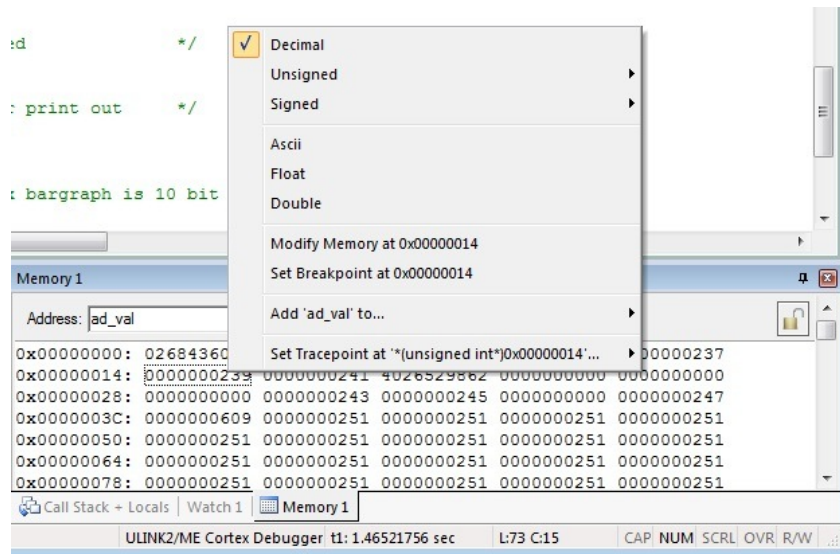 ed */
Decimal
Unsigned
Signed
r print out */
Ascii
Float
Double
x bargraph is 10 bit
Modify Memory at 0x00000014
Set Breakpoint at 0x00000014
Memory 1
Add 'ad_val' to...
Address: ad_val
Set Tracepoint at '*(unsigned int*)0x00000014'...
0x00000000: 02684360 00000237
0x00000014: 0000000239 0000000241 4026529862 0000000000 0000000000
0x00000028: 0000000000 0000000243 0000000245 0000000000 0000000247
0x0000003C: 0000000609 0000000251 0000000251 0000000251 0000000251
0x00000050: 0000000251 0000000251 0000000251 0000000251 0000000251
0x00000064: 0000000251 0000000251 0000000251 0000000251 0000000251
0x00000078: 0000000251 0000000251 0000000251 0000000251 0000000251
Call Stack + Locals Watch 1 Memory 1
ULINK2/ME Cortex Debugger t1: 1.46521756 sec L:73 C:15 CAP NUM SCRL OVR R/W